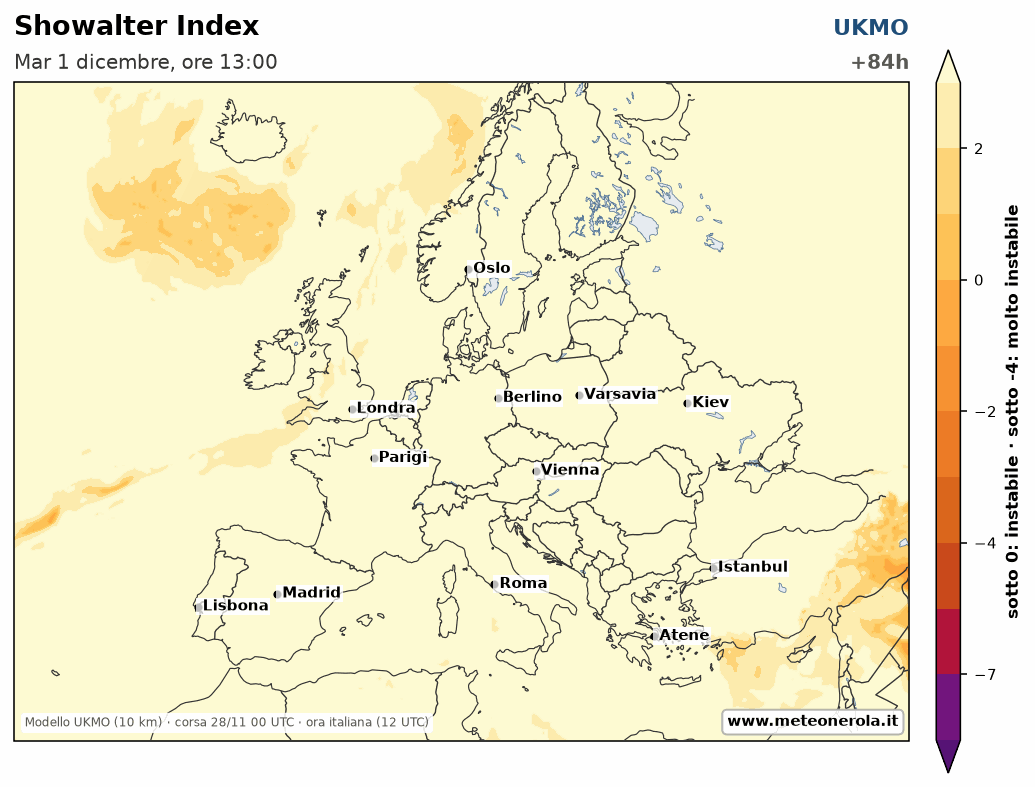 Showalter Index
UKMO
Mar 1 dicembre, ore 13:00
+84h
Oslo
Londra
Berlino
Varsavia
Kiev
Parigi
Vienna
Istanbul
Roma
Madrid
Lisbona
Atene
Modello UKMO (10 km) · corsa 28/11 00 UTC · ora italiana (12 UTC)
www.meteonerola.it
2
0
−2
−4
−7
sotto 0: instabile · sotto -4: molto instabile